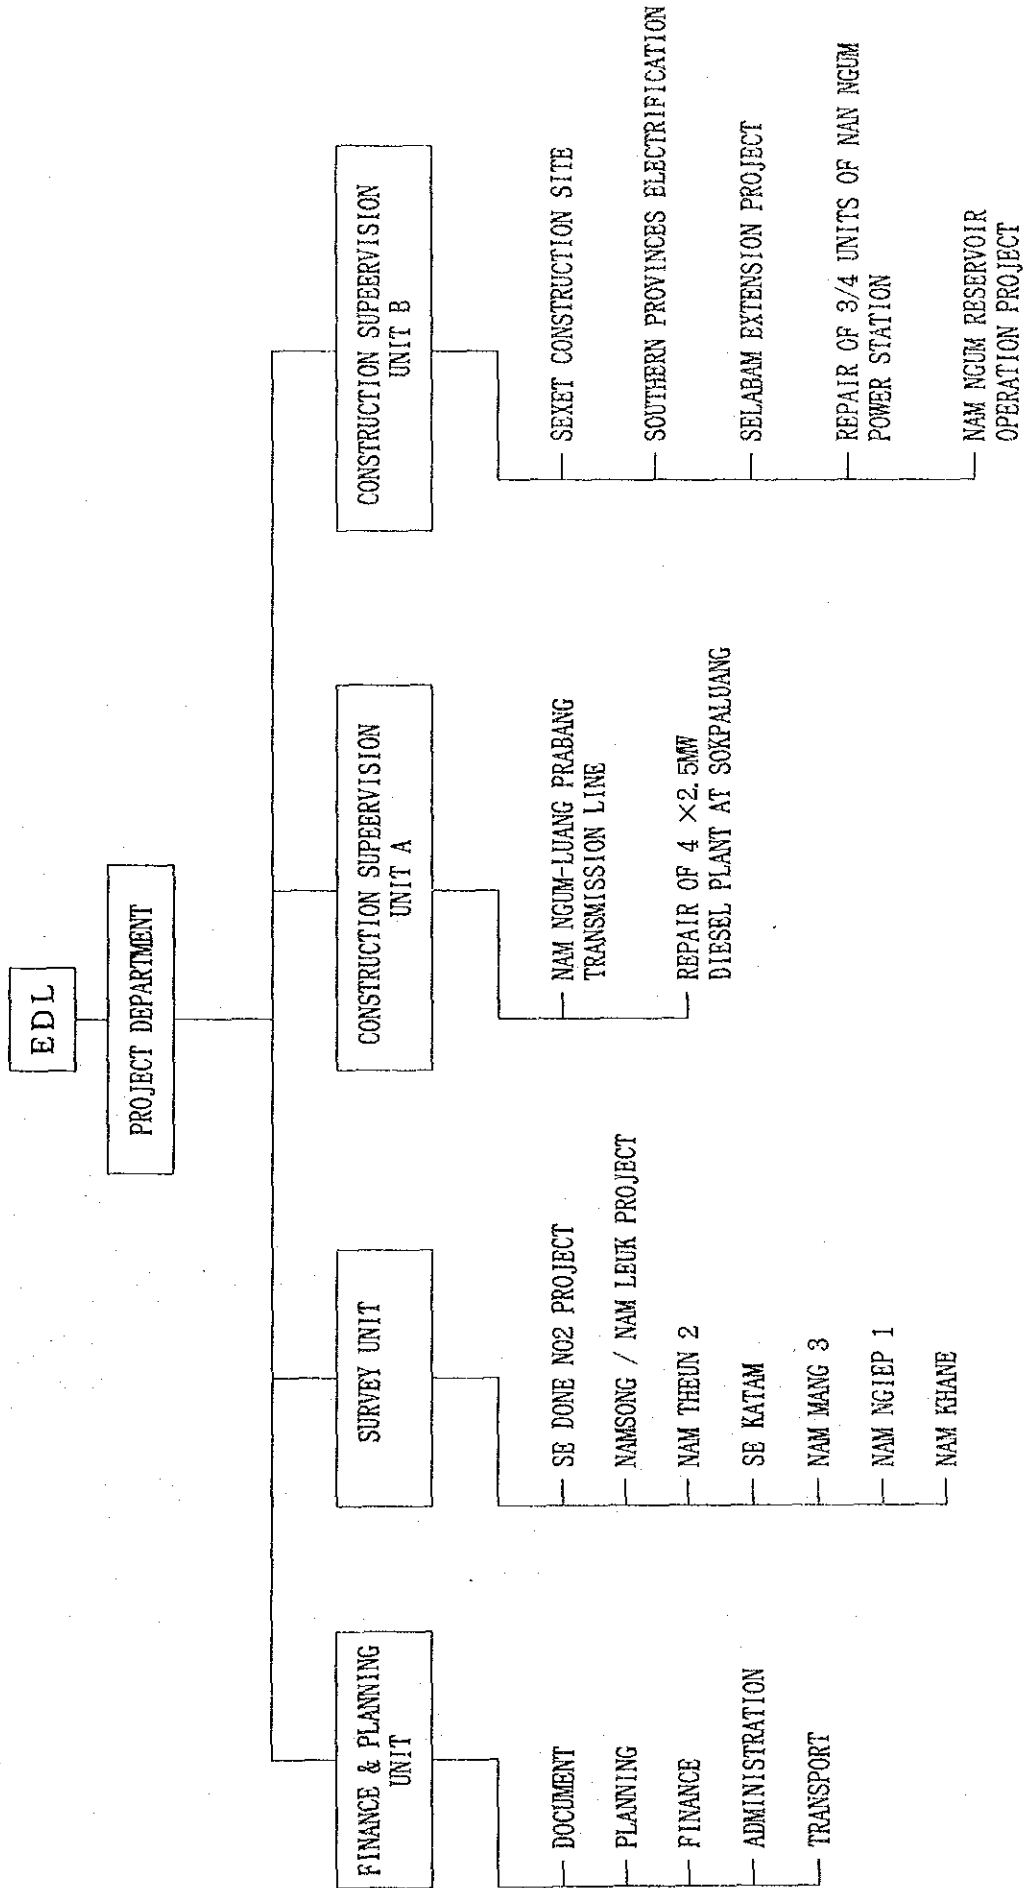 EDL
PROJECT DEPARTMENT
FINANCE & PLANNING
UNIT
DOCUMENT
PLANNING
FINANCE
ADMINISTRATION
TRANSPORT
SURVEY UNIT
SE DONE NO2 PROJECT
NAMSONG / NAM LEUK PROJECT
NAM THEUN 2
SE KATAM
NAM MANG 3
NAM NGIEP 1
NAM KHANE
CONSTRUCTION SUPEERVISION
UNIT A
NAM NGUM-LUANG PRABANG
TRANSMISSION LINE
REPAIR OF 4 ×2.5MW
DIESEL PLANT AT SOKPALUANG
CONSTRUCTION SUPEERVISION
UNIT B
SEXET CONSTRUCTION SITE
SOUTHERN PROVINCES ELECTRIFICATION
SELABAM EXTENSION PROJECT
REPAIR OF 3/4 UNITS OF NAN NGUM
POWER STATION
NAM NGUM RESERVOIR
OPERATION PROJECT